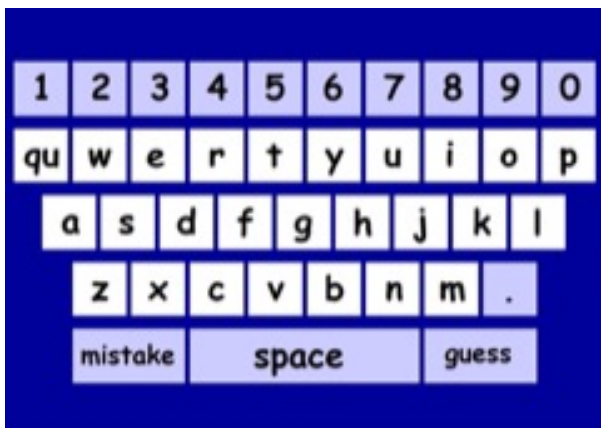 1 2 3 4 5 6 7 8 9 0
qu w e r t y u i o p
a s d f g h j k l
z x c v b n m .
mistake space guess